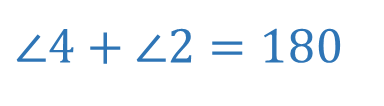 ∠4 + ∠2 = 180